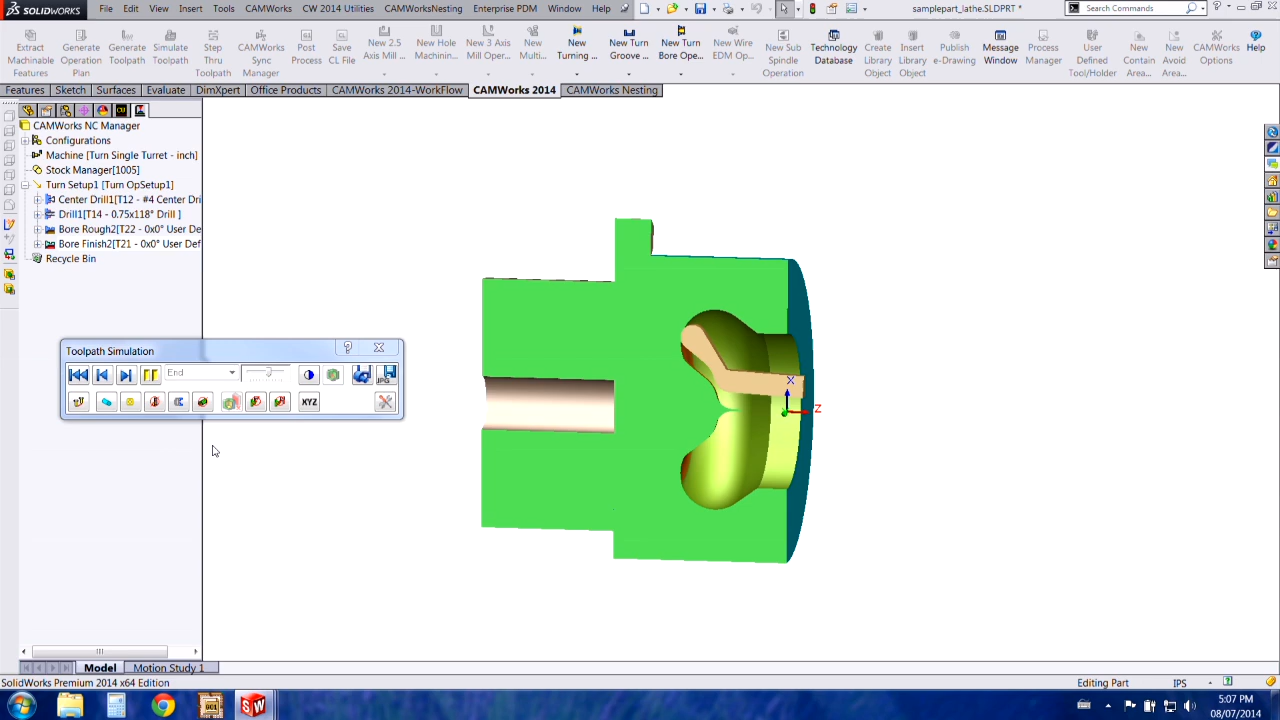 SOLIDWORKS File Edit View Insert Tools CAMWorks CW 2014 Utilities CAMWorksNesting Enterprise PDM Window Help samplepart_lathe.SLDPRT * Search Commands
Extract Machinable Features
Generate Operation Plan
Generate Toolpath
Simulate Toolpath
Step Thru Toolpath
CAMWorks Sync Manager
Post Process
Save CL File
New 2.5 Axis Mill ...
New Hole Machinin...
New 3 Axis Mill Oper...
New Multi...
New Turning ...
New Turn Groove ...
New Turn Bore Ope...
New Wire EDM Op...
New Sub Spindle Operation
Technology Database
Create Library Object
Insert Library Object
Publish e-Drawing
Message Window
Process Manager
User Defined Tool/Holder
New Contain Area...
New Avoid Area...
CAMWorks Options
Help
Features Sketch Surfaces Evaluate DimXpert Office Products CAMWorks 2014-WorkFlow CAMWorks 2014 CAMWorks Nesting
CAMWorks NC Manager
Configurations
Machine [Turn Single Turret - inch]
Stock Manager[1005]
Turn Setup1 [Turn OpSetup1]
Center Drill1[T12 - #4 Center Dri
Drill1[T14 - 0.75x118° Drill ]
Bore Rough2[T22 - 0x0° User De
Bore Finish2[T21 - 0x0° User Def
Recycle Bin
Toolpath Simulation
End
XYZ
X
Z
Model Motion Study 1
SolidWorks Premium 2014 x64 Edition Editing Part IPS
5:07 PM
08/07/2014